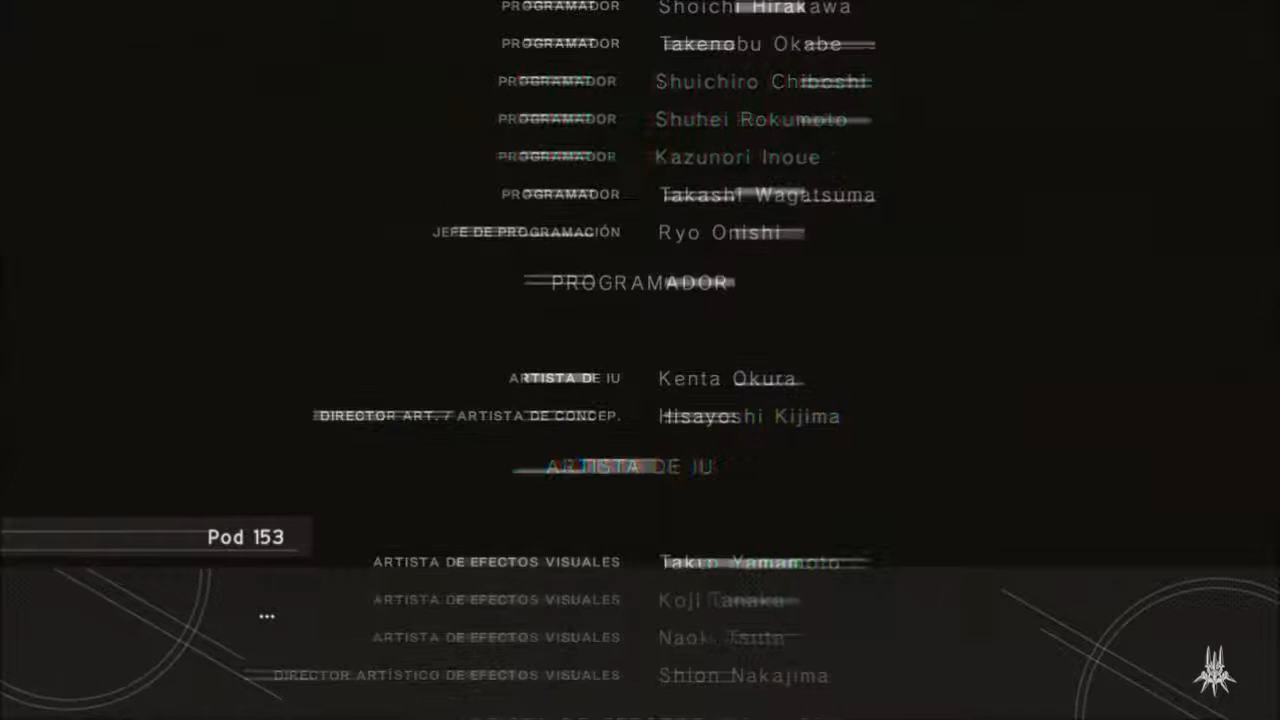 PROGRAMADOR Shoichi Hirakawa
PROGRAMADOR Takenobu Okabe
PROGRAMADOR Shuichiro Chiboshi
PROGRAMADOR Shuhei Rokumoto
PROGRAMADOR Kazunori Inoue
PROGRAMADOR Takashi Wagatsuma
JEFE DE PROGRAMACIÓN Ryo Onishi
PROGRAMADOR
ARTISTA DE IU Kenta Okura
DIRECTOR ART. / ARTISTA DE CONCEP. Hisayoshi Kijima
ARTISTA DE IU
Pod 153
ARTISTA DE EFECTOS VISUALES Takuo Yamamoto
ARTISTA DE EFECTOS VISUALES Koji Tanaka
...
ARTISTA DE EFECTOS VISUALES Naoki Tsuta
DIRECTOR ARTÍSTICO DE EFECTOS VISUALES Shion Nakajima